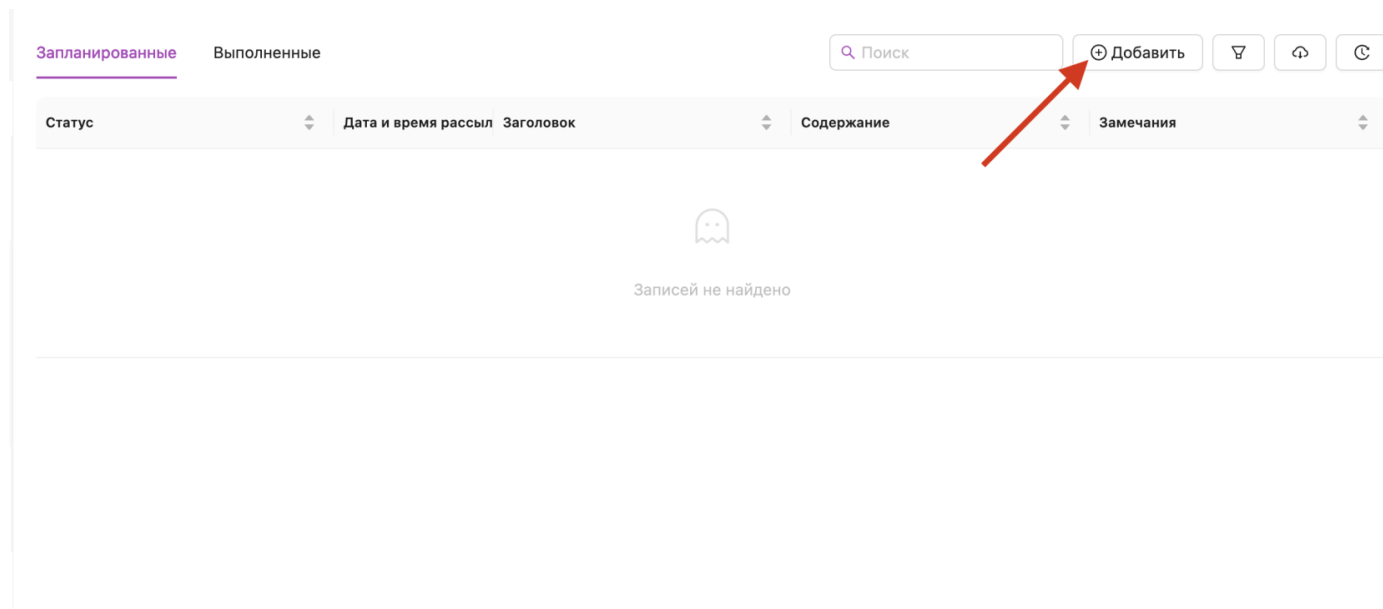 Запланированные Выполненные Поиск Добавить
Статус Дата и время рассыл Заголовок Содержание Замечания
Записей не найдено